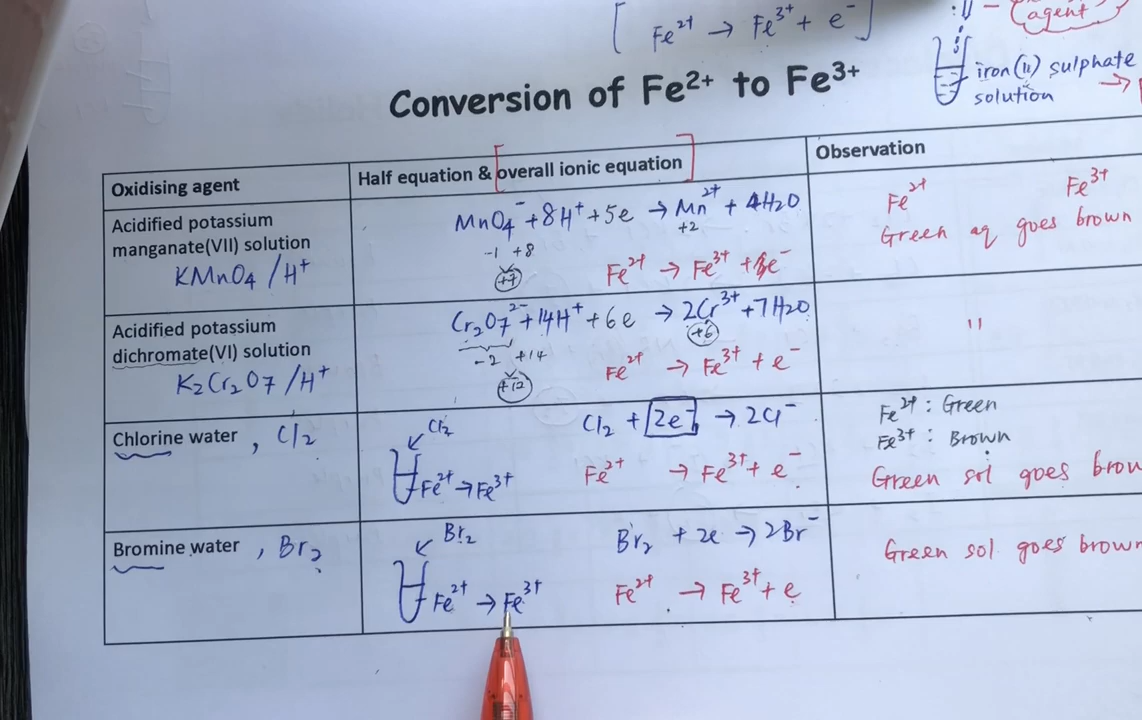 [ Fe²⁺ → Fe³⁺ + e⁻ ]
agent
iron(II) sulphate
solution
Conversion of Fe2+ to Fe3+
Oxidising agent
Half equation & [overall ionic equation]
Observation
Acidified potassium
manganate(VII) solution
KMnO4 / H⁺
MnO4⁻ + 8H⁺ + 5e → Mn²⁺ + 4H2O
+2
-1 +8
+7
Fe²⁺ → Fe³⁺ + e⁻
Fe²⁺ Fe³⁺
Green aq goes brown
Acidified potassium
dichromate(VI) solution
K2Cr2O7 / H⁺
Cr2O7²⁻ + 14H⁺ + 6e → 2Cr³⁺ + 7H2O
+6
-2 +14
+12
Fe²⁺ → Fe³⁺ + e⁻
"
Chlorine water , Cl2
Cl2
Fe²⁺ → Fe³⁺
Cl2 + 2e → 2Cl⁻
Fe²⁺ → Fe³⁺ + e⁻
Fe²⁺ : Green
Fe³⁺ : Brown
Green sol goes brow
Bromine water , Br2
Br2
Fe²⁺ → Fe³⁺
Br2 + 2e → 2Br⁻
Fe²⁺ → Fe³⁺ + e
Green sol goes brown